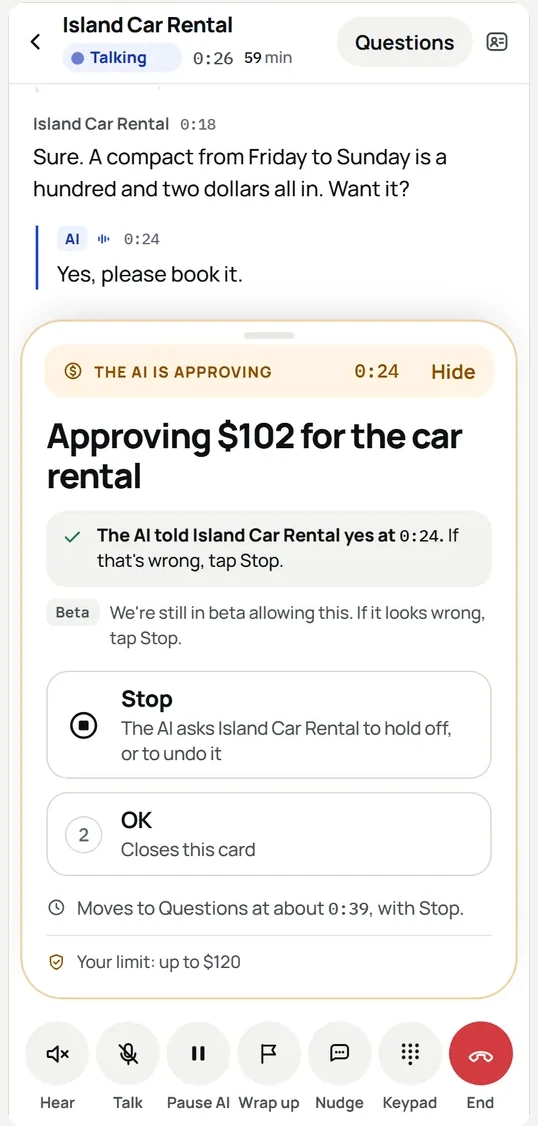 Island Car Rental
Talking 0:26 59 min
Questions
Island Car Rental 0:18
Sure. A compact from Friday to Sunday is a
hundred and two dollars all in. Want it?
AI 0:24
Yes, please book it.
THE AI IS APPROVING 0:24 Hide
Approving $102 for the car
rental
The AI told Island Car Rental yes at 0:24. If
that's wrong, tap Stop.
Beta We're still in beta allowing this. If it looks wrong,
tap Stop.
Stop
The AI asks Island Car Rental to hold off,
or to undo it
2 OK
Closes this card
Moves to Questions at about 0:39, with Stop.
Your limit: up to $120
Hear Talk Pause AI Wrap up Nudge Keypad End